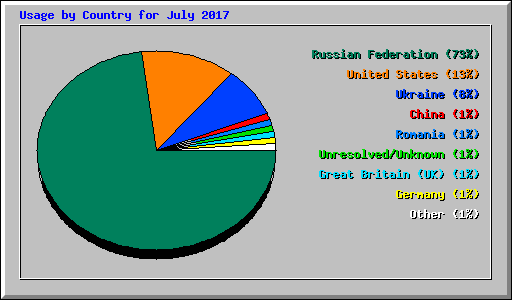 Usage by Country for July 2017
Russian Federation (73%)
United States (13%)
Ukraine (8%)
China (1%)
Romania (1%)
Unresolved/Unknown (1%)
Great Britain (UK) (1%)
Germany (1%)
Other (1%)